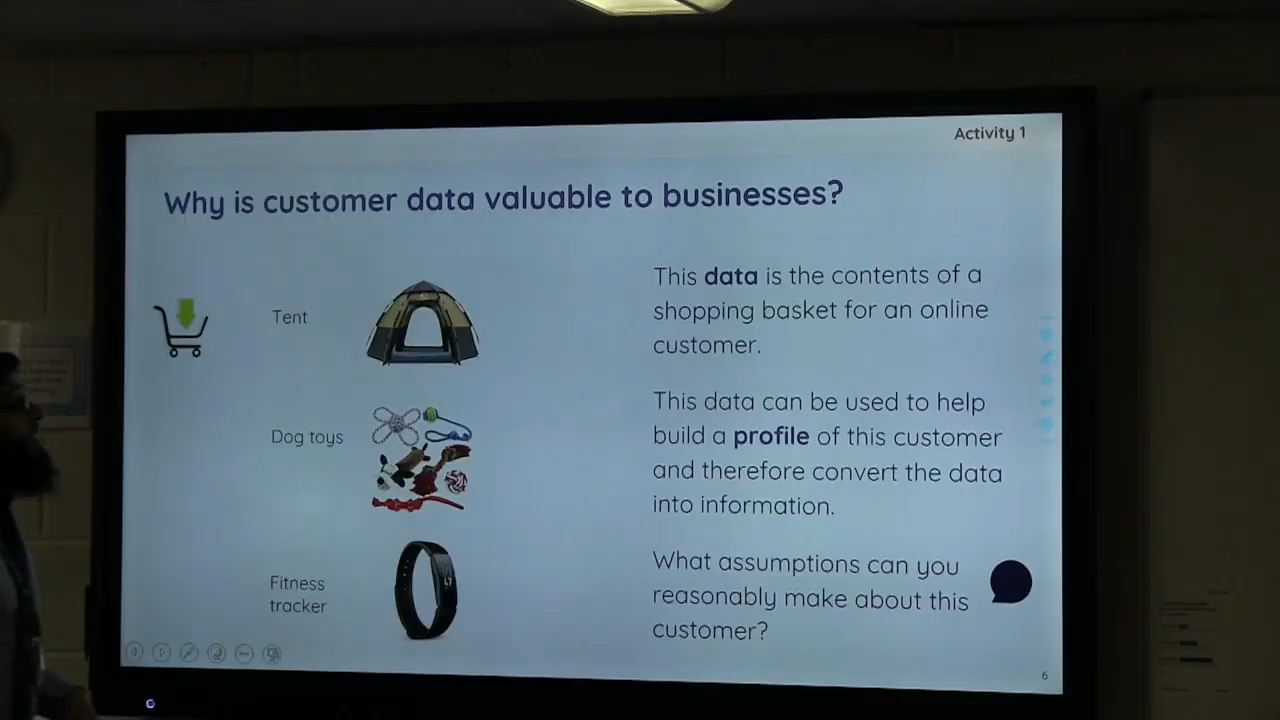 Activity 1
Why is customer data valuable to businesses?
Tent
Dog toys
Fitness
tracker
This data is the contents of a
shopping basket for an online
customer.
This data can be used to help
build a profile of this customer
and therefore convert the data
into information.
What assumptions can you
reasonably make about this
customer?
6